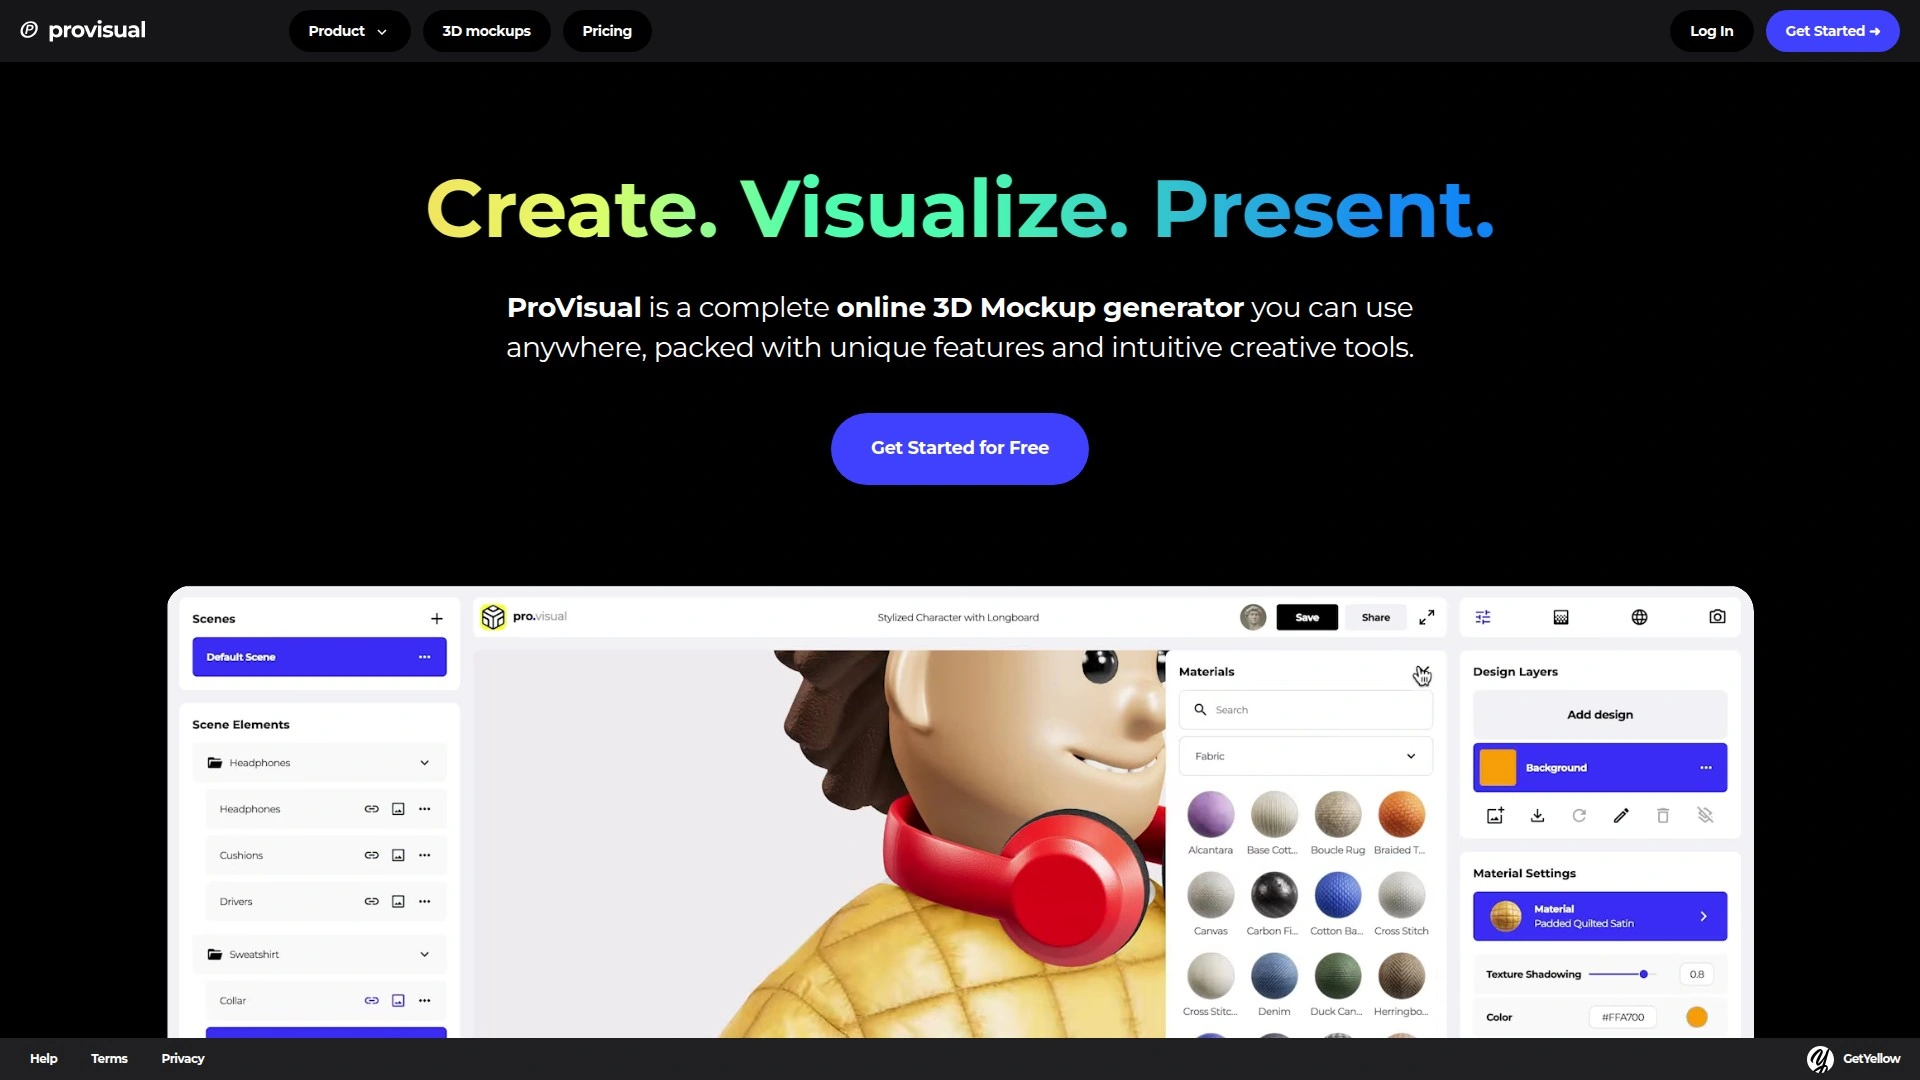 provisual
Product
3D mockups
Pricing
Log In
Get Started ➜
Create. Visualize. Present.
ProVisual is a complete online 3D Mockup generator you can use
anywhere, packed with unique features and intuitive creative tools.
Get Started for Free
Scenes
Default Scene
Scene Elements
Headphones
Headphones
Cushions
Drivers
Sweatshirt
Collar
pro.visual
Stylized Character with Longboard
Save
Share
Materials
Search
Fabric
Alcantara
Base Cott...
Boucle Rug
Braided T...
Canvas
Carbon Fi...
Cotton Ba...
Cross Stitch
Cross Stitc...
Denim
Duck Can...
Herringbo...
Design Layers
Add design
Background
Material Settings
Material
Padded Quilted Satin
Texture Shadowing
0.8
Color
#FFA700
Help
Terms
Privacy
GetYellow